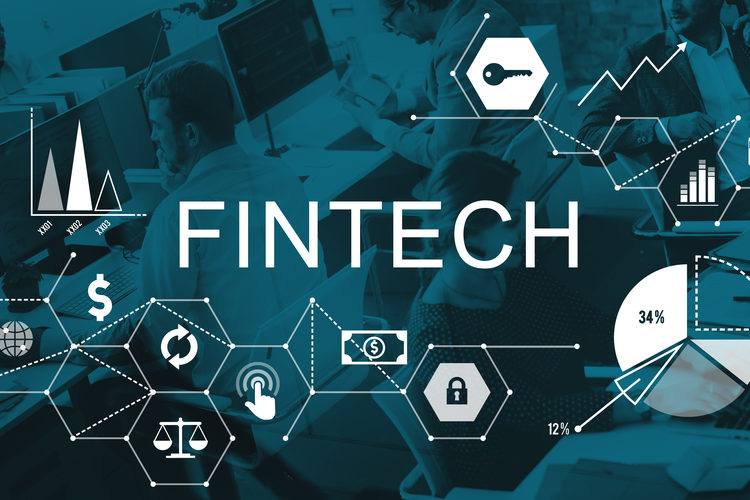 FINTECH
XX01
XX02
XX03
$
$
34%
12%